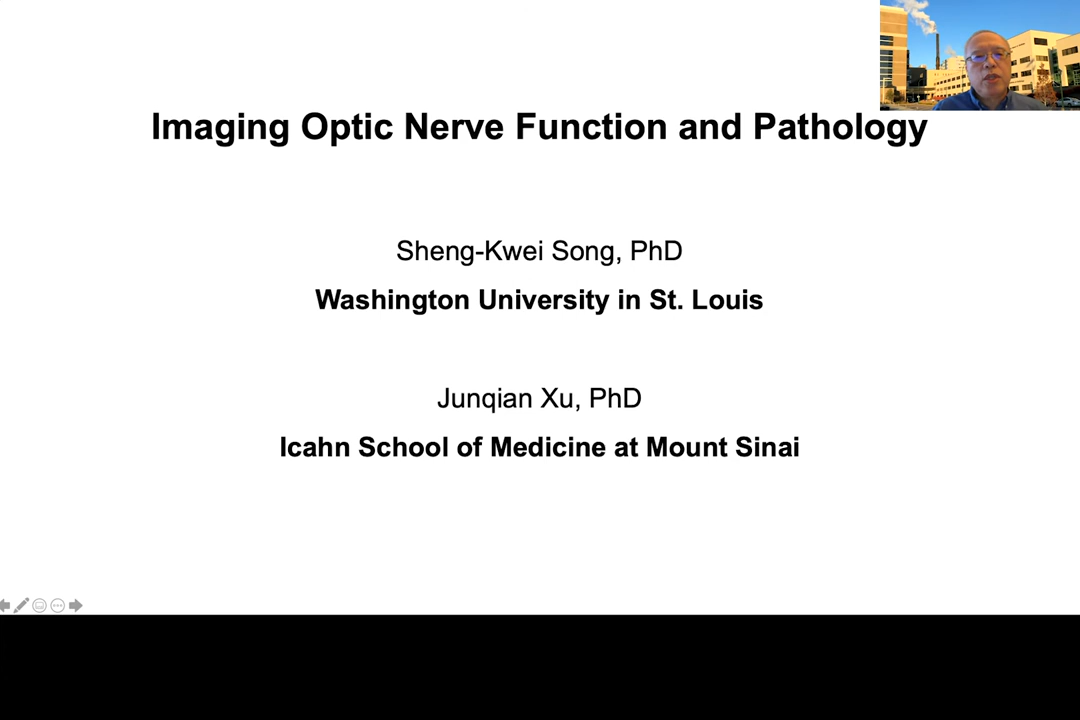 Imaging Optic Nerve Function and Pathology
Sheng-Kwei Song, PhD
Washington University in St. Louis
Junqian Xu, PhD
Icahn School of Medicine at Mount Sinai